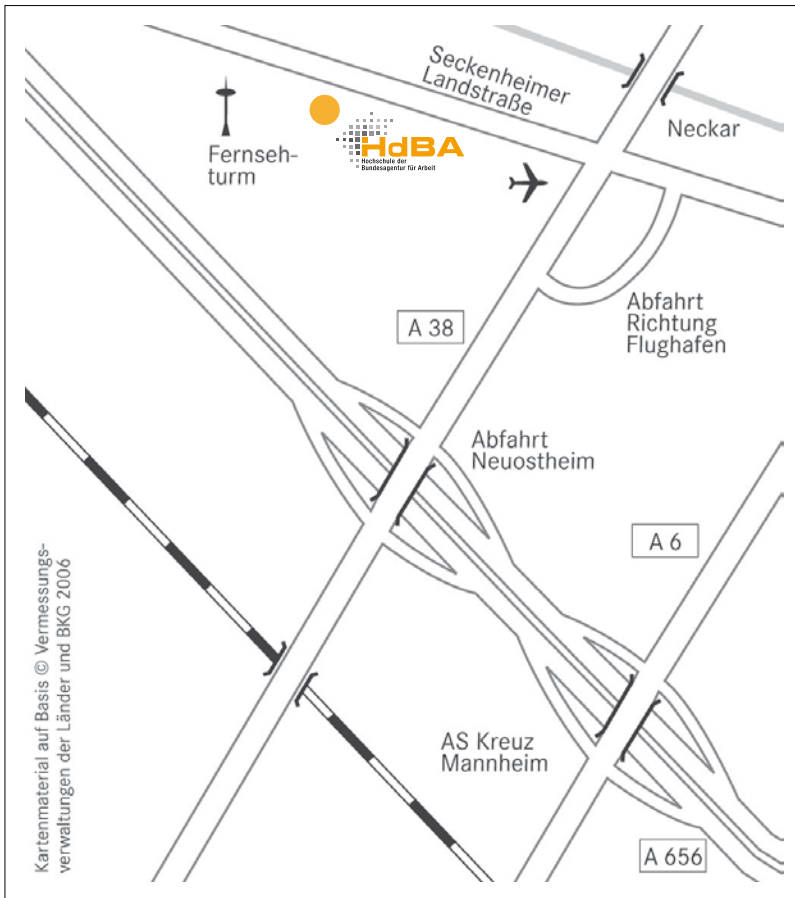 Seckenheimer
Landstraße
Neckar
Fernseh-
turm
HdBA
Hochschule der
Bundesagentur für Arbeit
A 38
Abfahrt
Richtung
Flughafen
Abfahrt
Neuostheim
A 6
AS Kreuz
Mannheim
A 656
Kartenmaterial auf Basis © Vermessungs-
verwaltungen der Länder und BKG 2006